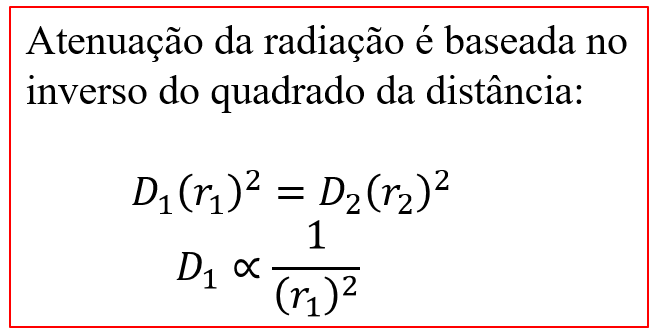 Atenuação da radiação é baseada no
inverso do quadrado da distância:
𝐷₁(𝑟₁)² = 𝐷₂(𝑟₂)²
𝐷₁ ∝ 1/(𝑟₁)²